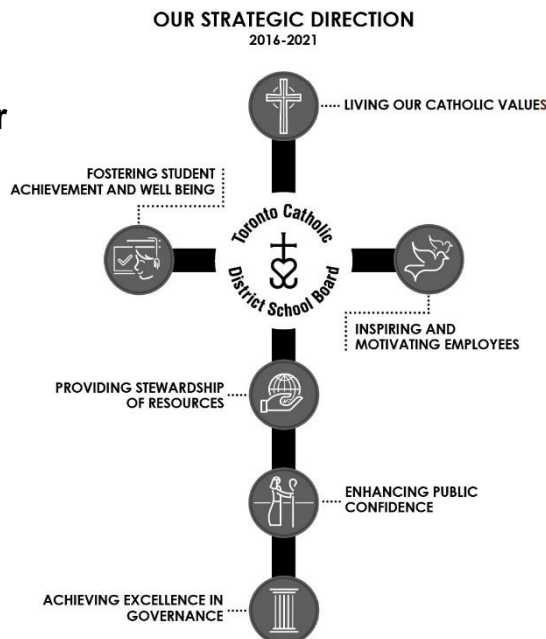 OUR STRATEGIC DIRECTION
2016-2021
LIVING OUR CATHOLIC VALUES
r
FOSTERING STUDENT
ACHIEVEMENT AND WELL BEING
Toronto Catholic
District School Board
INSPIRING AND
MOTIVATING EMPLOYEES
PROVIDING STEWARDSHIP
OF RESOURCES
ENHANCING PUBLIC
CONFIDENCE
ACHIEVING EXCELLENCE IN
GOVERNANCE